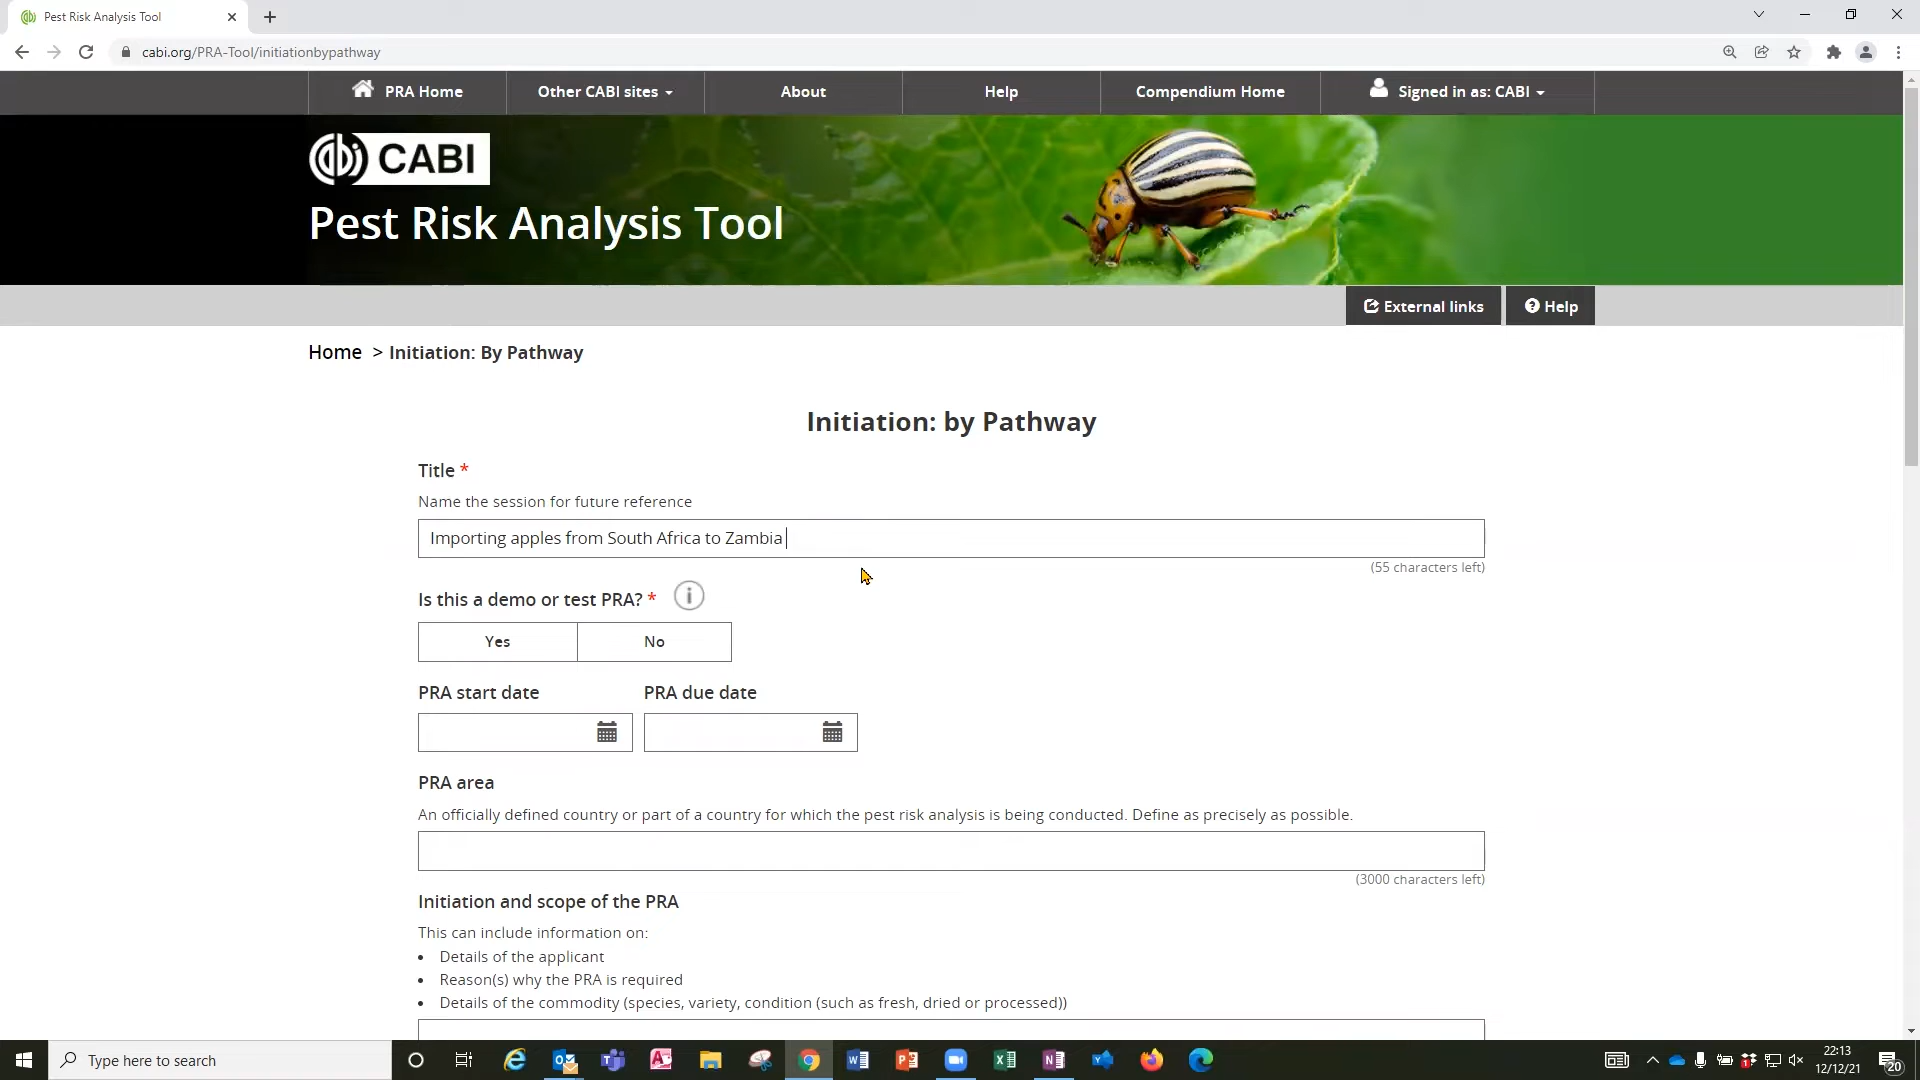 Pest Risk Analysis Tool
cabi.org/PRA-Tool/initiationbypathway
PRA Home
Other CABI sites
About
Help
Compendium Home
Signed in as: CABI
CABI
Pest Risk Analysis Tool
External links
Help
Home > Initiation: By Pathway
Initiation: by Pathway
Title *
Name the session for future reference
Importing apples from South Africa to Zambia
(55 characters left)
Is this a demo or test PRA? * i
Yes
No
PRA start date
PRA due date
PRA area
An officially defined country or part of a country for which the pest risk analysis is being conducted. Define as precisely as possible.
(3000 characters left)
Initiation and scope of the PRA
This can include information on:
• Details of the applicant
• Reason(s) why the PRA is required
• Details of the commodity (species, variety, condition (such as fresh, dried or processed))
Type here to search
22:13
12/12/21
20